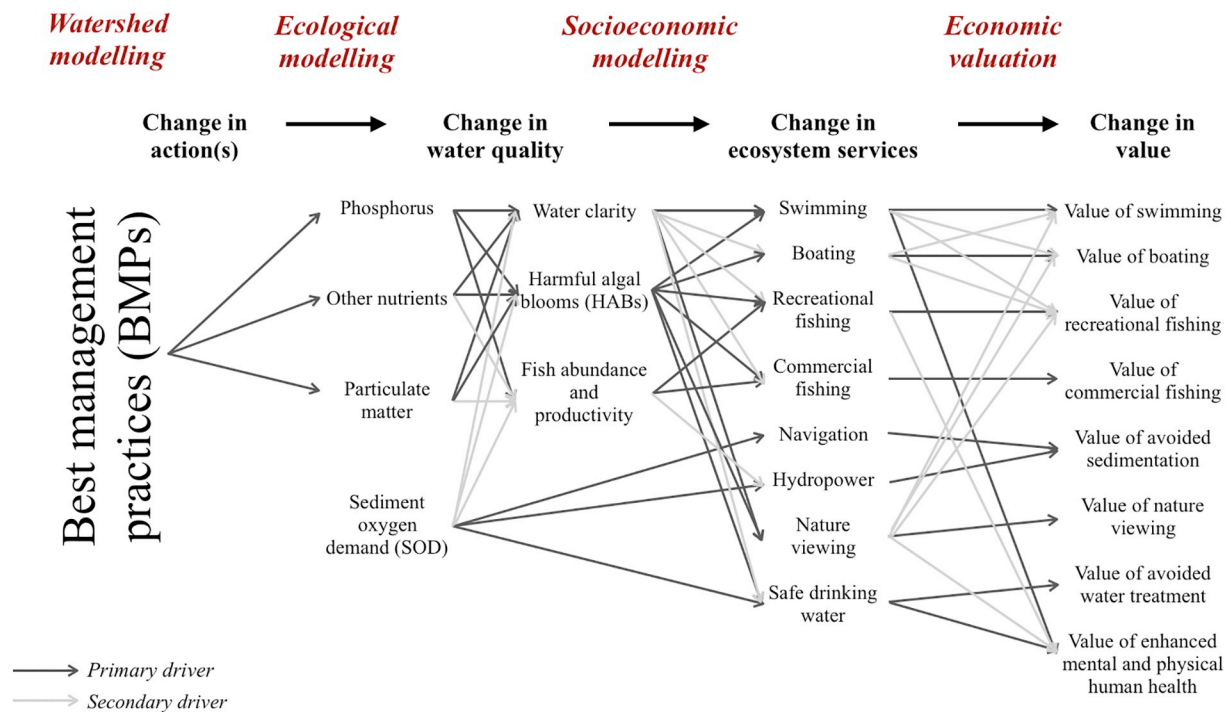 Watershed
modelling
Ecological
modelling
Socioeconomic
modelling
Economic
valuation
Change in
action(s)
Change in
water quality
Change in
ecosystem services
Change in
value
Best management
practices (BMPs)
Phosphorus
Other nutrients
Particulate
matter
Sediment
oxygen
demand (SOD)
Water clarity
Harmful algal
blooms (HABs)
Fish abundance
and
productivity
Swimming
Boating
Recreational
fishing
Commercial
fishing
Navigation
Hydropower
Nature
viewing
Safe drinking
water
Value of swimming
Value of boating
Value of
recreational fishing
Value of
commercial fishing
Value of avoided
sedimentation
Value of nature
viewing
Value of avoided
water treatment
Value of enhanced
mental and physical
human health
Primary driver
Secondary driver